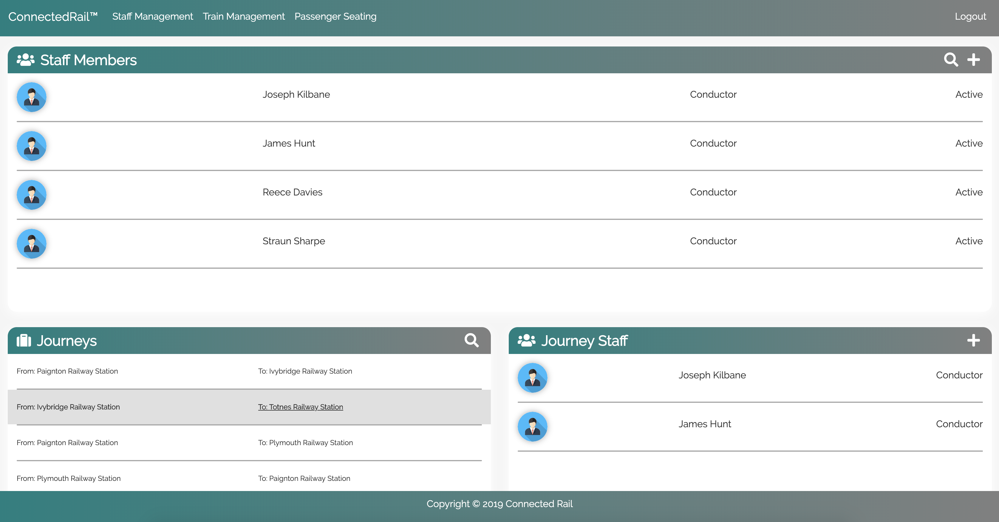 ConnectedRail™ Staff Management Train Management Passenger Seating Logout
Staff Members
Joseph Kilbane Conductor Active
James Hunt Conductor Active
Reece Davies Conductor Active
Straun Sharpe Conductor Active
Journeys
From: Paignton Railway Station To: Ivybridge Railway Station
From: Ivybridge Railway Station To: Totnes Railway Station
From: Paignton Railway Station To: Plymouth Railway Station
From: Plymouth Railway Station To: Paignton Railway Station
Journey Staff
Joseph Kilbane Conductor
James Hunt Conductor
Copyright © 2019 Connected Rail